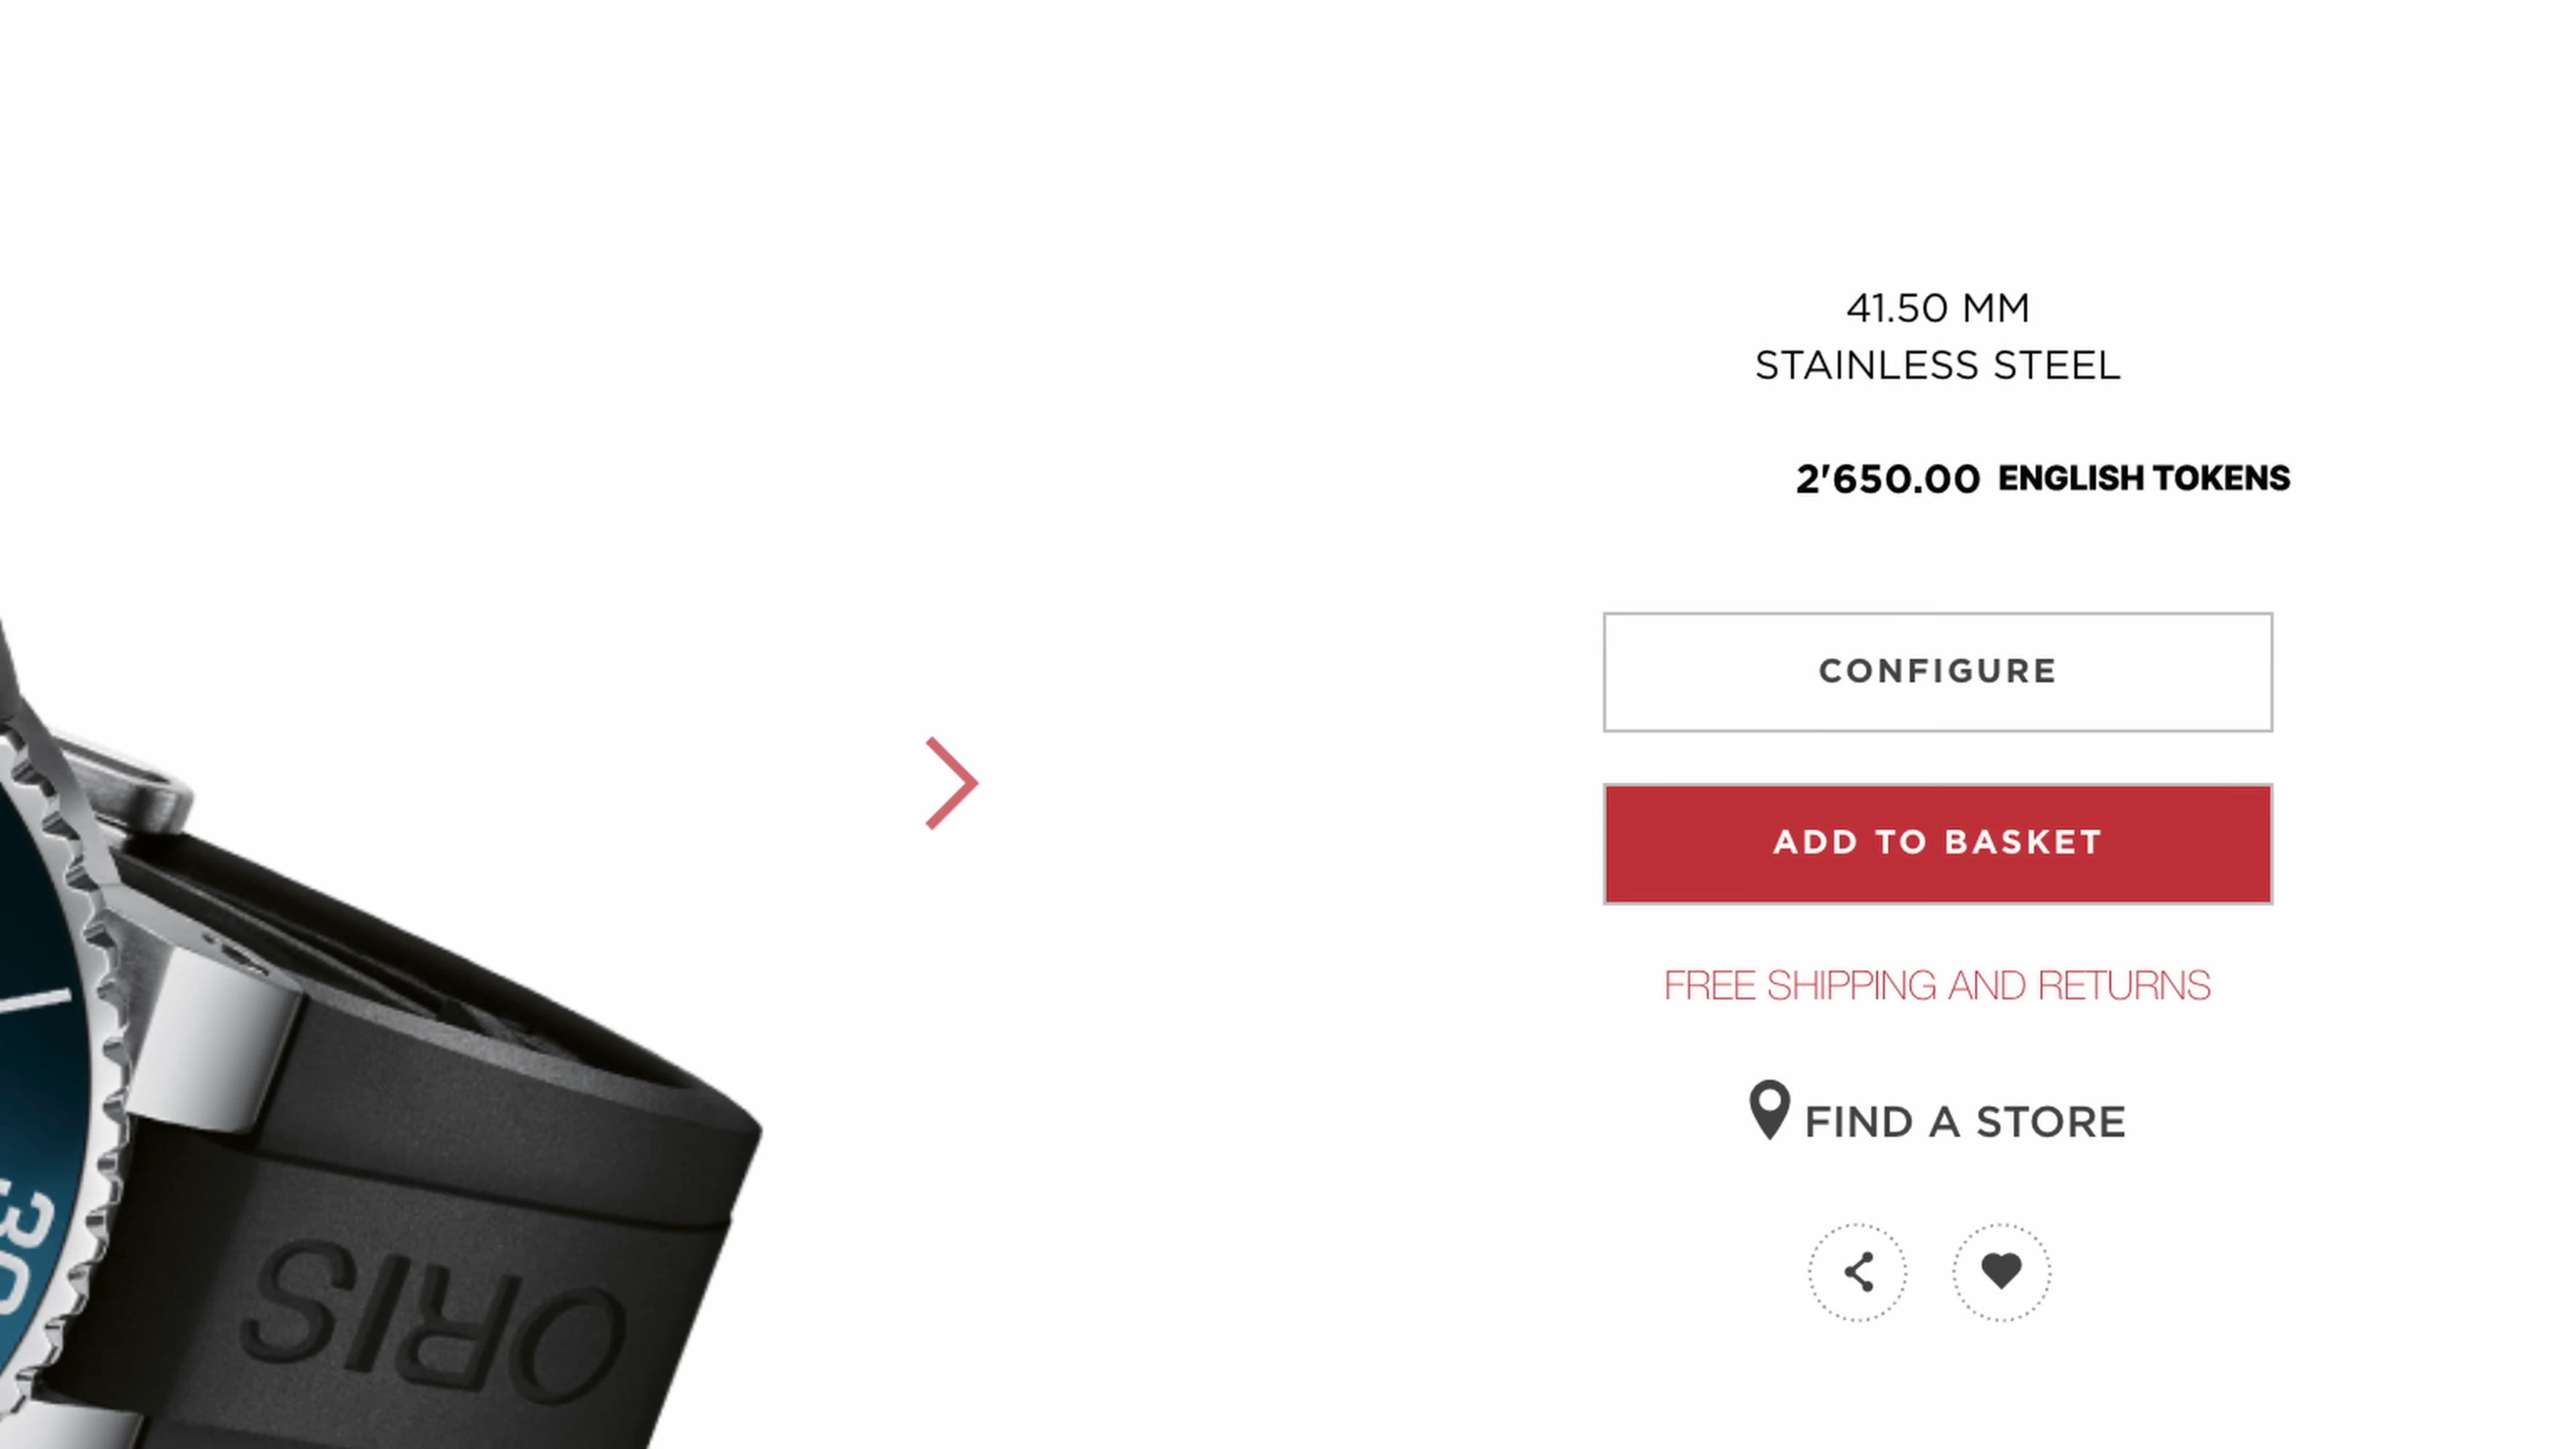 41.50 MM
STAINLESS STEEL
2'650.00 ENGLISH TOKENS
CONFIGURE
ADD TO BASKET
FREE SHIPPING AND RETURNS
FIND A STORE
30
ORIS